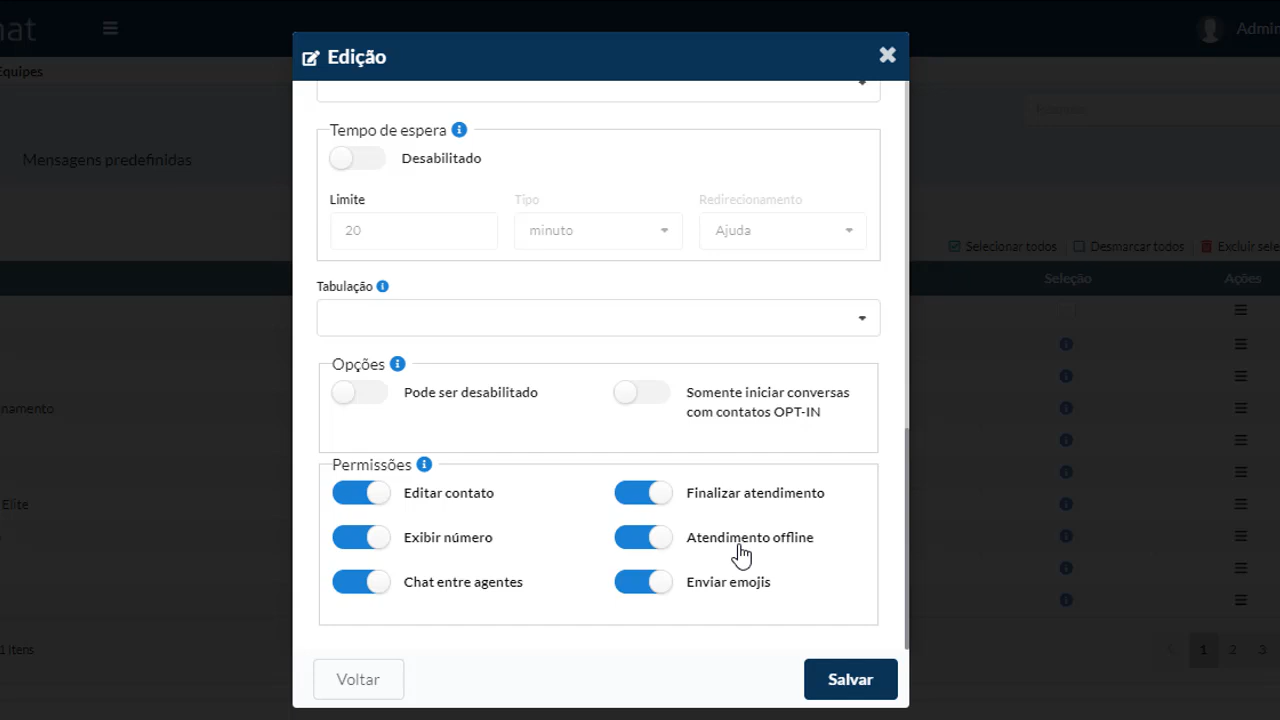 hat
Admin
Edição
Equipes
Pesquisar
Tempo de espera
Mensagens predefinidas
Desabilitado
Limite
Tipo
Redirecionamento
20
minuto
Ajuda
Selecionar todos
Desmarcar todos
Excluir sele
Seleção
Ações
Tabulação
Opções
Pode ser desabilitado
Somente iniciar conversas
com contatos OPT-IN
namento
Permissões
Editar contato
Finalizar atendimento
Elite
Exibir número
Atendimento offline
Chat entre agentes
Enviar emojis
1 itens
1
2
3
Voltar
Salvar